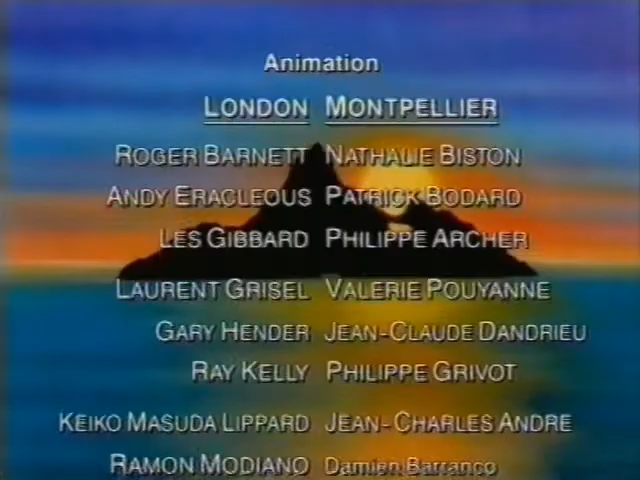 Animation
LONDON MONTPELLIER
ROGER BARNETT NATHALIE BISTON
ANDY ERACLEOUS PATRICK BODARD
LES GIBBARD PHILIPPE ARCHER
LAURENT GRISEL VALERIE POUYANNE
GARY HENDER JEAN-CLAUDE DANDRIEU
RAY KELLY PHILIPPE GRIVOT
KEIKO MASUDA LIPPARD JEAN-CHARLES ANDRE
RAMON MODIANO Damien Barranco